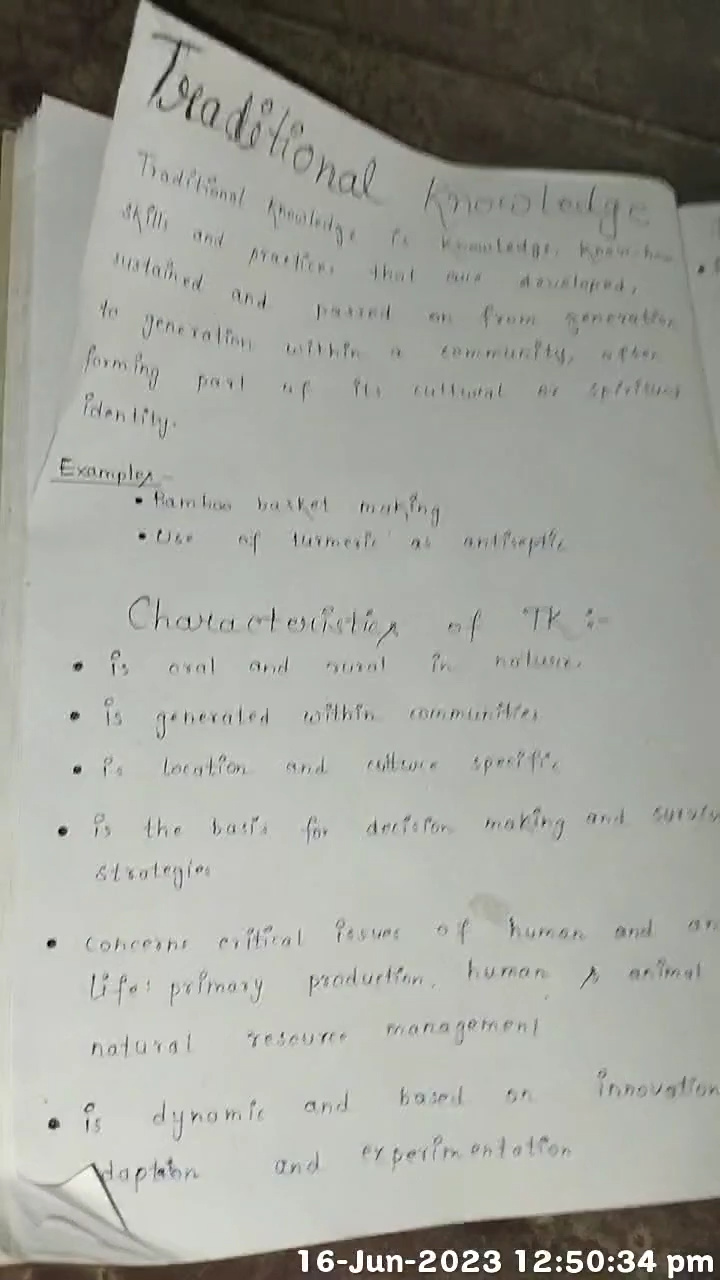 Traditional Knowledge
Traditional knowledge is knowledge, know-how
skills and practices that are developed,
sustained and passed on from generation
to generation within a community, often
forming part of its cultural or spiritual
identity.
Examples -
• Bamboo basket making
• Use of turmeric as antiseptic
Characteristics of TK :-
• is oral and rural in nature.
• is generated within communities
• is location and culture specific
• is the basis for decision making and
strategies
• concerns critical issues of human and an
life: primary production, human & animal
natural resource management
• is dynamic and based on innovation
daption and experimentation
16-Jun-2023 12:50:34 pm